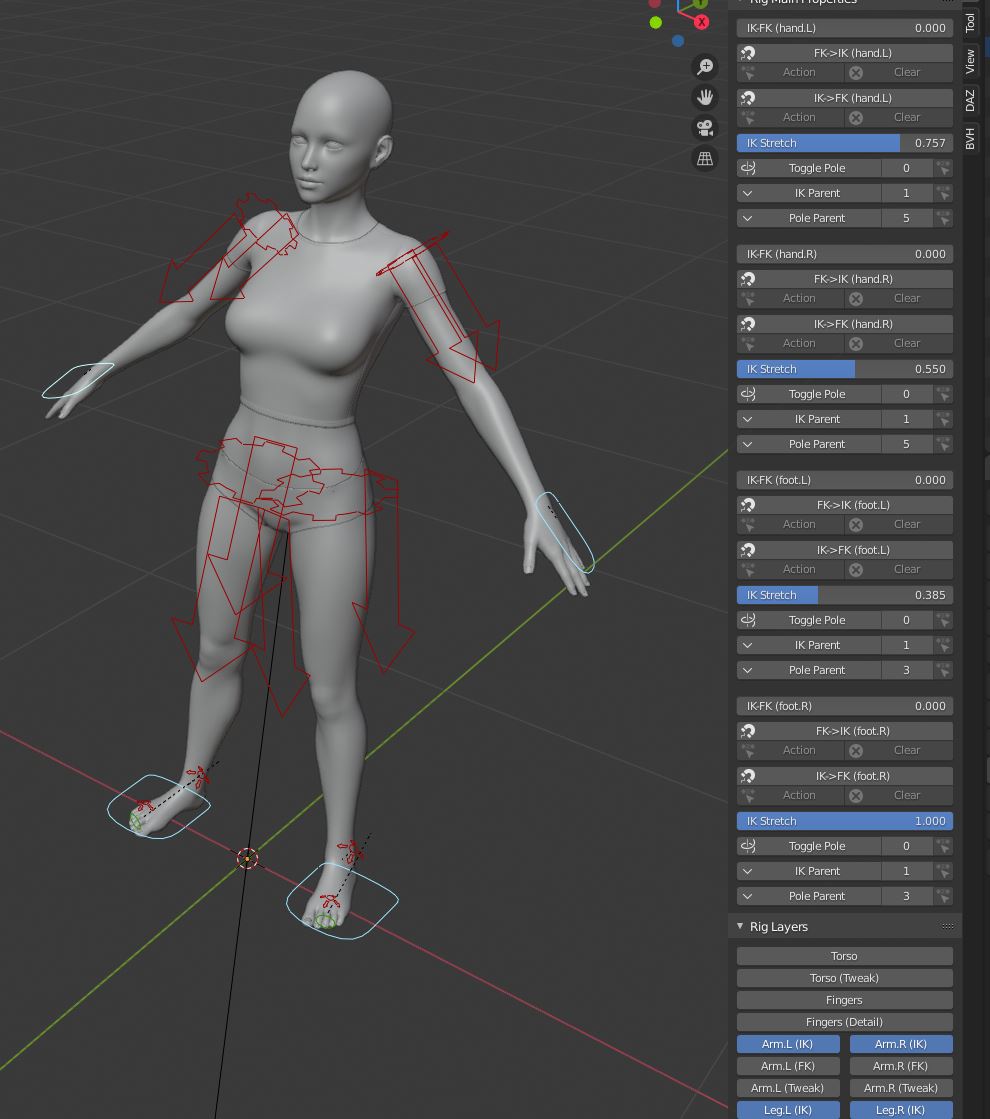 Rig Main Properties
Y
X
IK-FK (hand.L) 0.000
FK->IK (hand.L)
Action Clear
IK->FK (hand.L)
Action Clear
IK Stretch 0.757
Toggle Pole 0
IK Parent 1
Pole Parent 5
IK-FK (hand.R) 0.000
FK->IK (hand.R)
Action Clear
IK->FK (hand.R)
Action Clear
IK Stretch 0.550
Toggle Pole 0
IK Parent 1
Pole Parent 5
IK-FK (foot.L) 0.000
FK->IK (foot.L)
Action Clear
IK->FK (foot.L)
Action Clear
IK Stretch 0.385
Toggle Pole 0
IK Parent 1
Pole Parent 3
IK-FK (foot.R) 0.000
FK->IK (foot.R)
Action Clear
IK->FK (foot.R)
Action Clear
IK Stretch 1.000
Toggle Pole 0
IK Parent 1
Pole Parent 3
Rig Layers
Torso
Torso (Tweak)
Fingers
Fingers (Detail)
Arm.L (IK) Arm.R (IK)
Arm.L (FK) Arm.R (FK)
Arm.L (Tweak) Arm.R (Tweak)
Leg.L (IK) Leg.R (IK)
Tool
View
DAZ
BVH